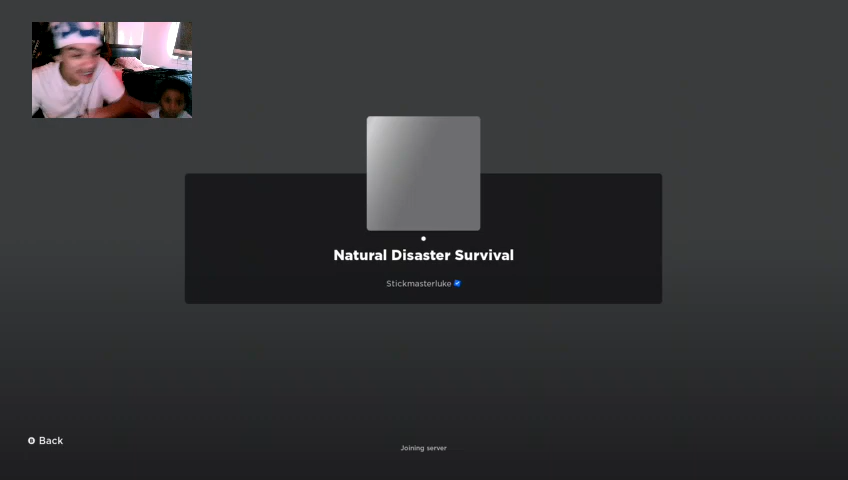 Natural Disaster Survival
Stickmasterluke
Back
Joining server